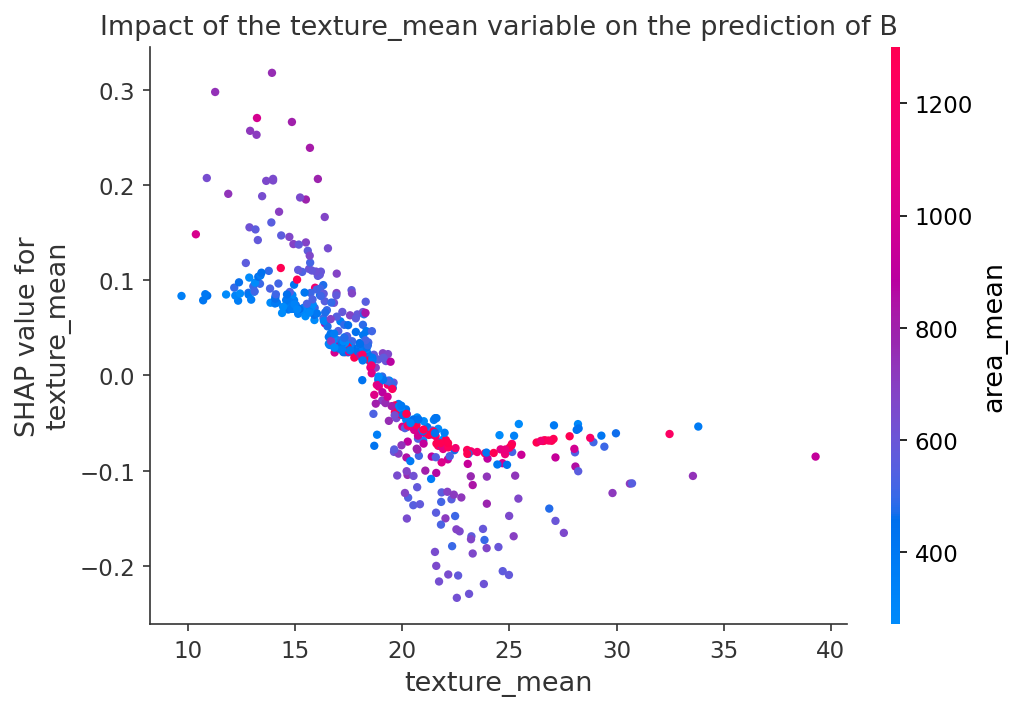 Impact of the texture_mean variable on the prediction of B
0.3
0.2
0.1
0.0
−0.1
−0.2
SHAP value for
texture_mean
10 15 20 25 30 35 40
texture_mean
1200
1000
800
600
400
area_mean